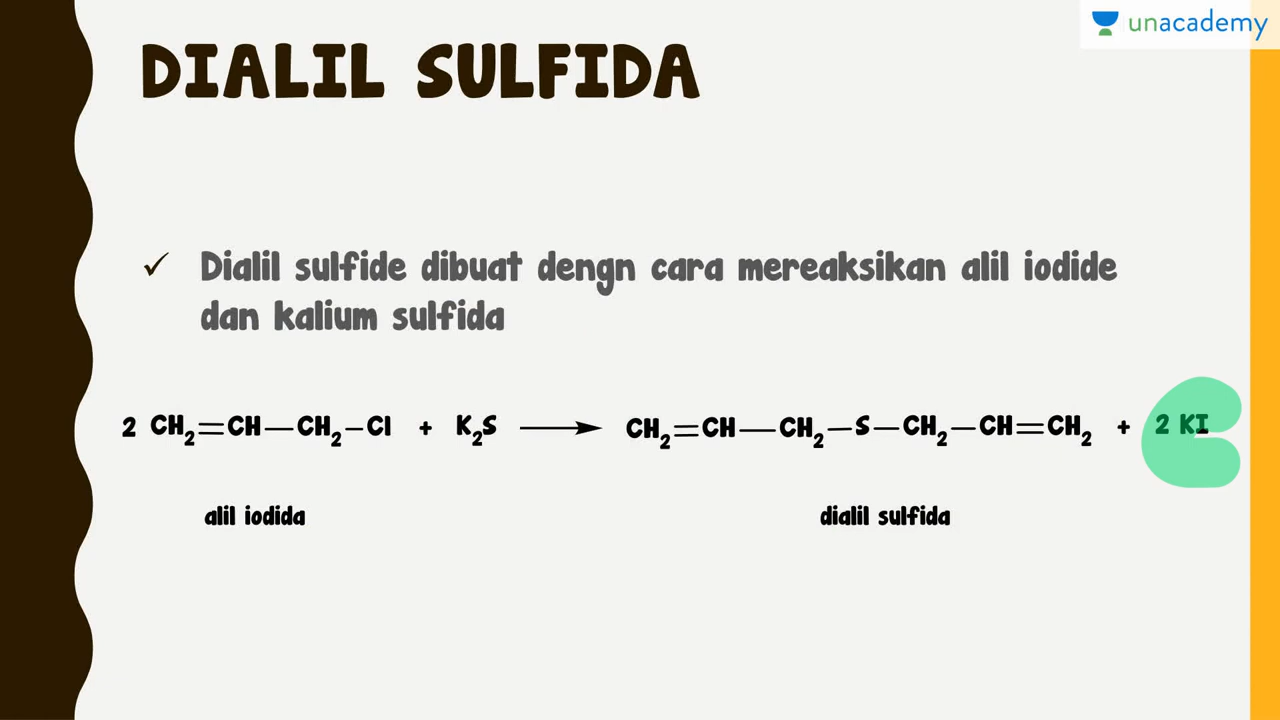 unacademy
DIALIL SULFIDA
✓ Dialil sulfide dibuat dengn cara mereaksikan alil iodide
dan kalium sulfida
2 CH₂=CH—CH₂—Cl + K₂S ⟶ CH₂=CH—CH₂—S—CH₂—CH=CH₂ + 2 KI
alil iodida dialil sulfida